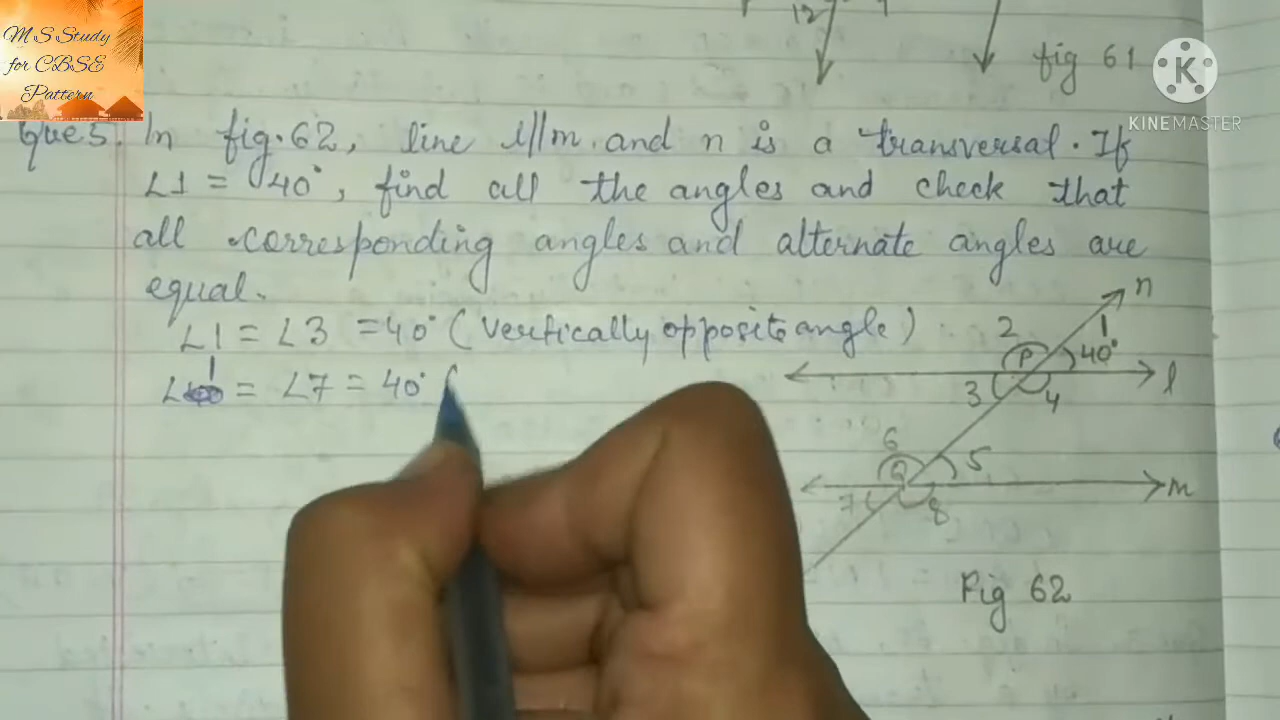 M S Study
for CBSE
Pattern
12
fig 61
K
KINEMASTER
Que5. In fig.62, line l//m. and n is a transversal. If
∠1 = 40°, find all the angles and check that
all corresponding angles and alternate angles are
equal.
∠1 = ∠3 = 40° (Vertically opposite angle)
∠1 = ∠7 = 40° (
n
2
1
P
40°
l
3
4
6
5
Q
m
7
8
Fig 62